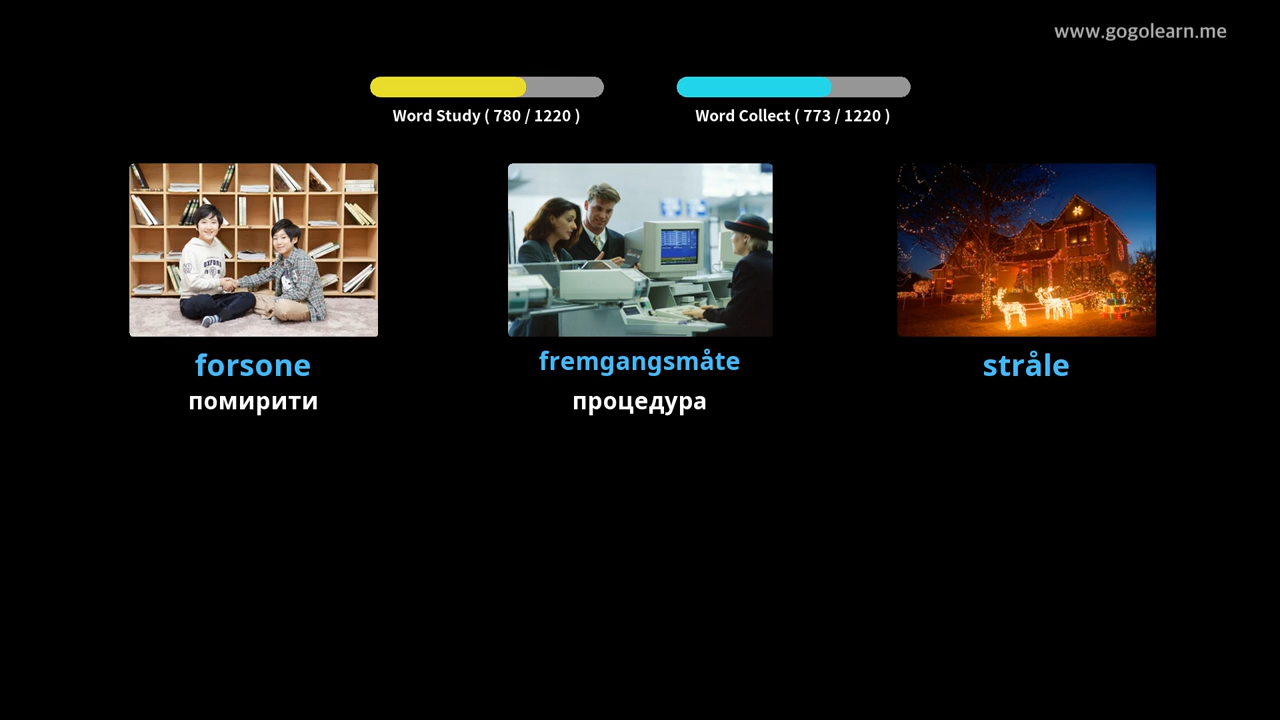 www.gogolearn.me
Word Study ( 780 / 1220 )
Word Collect ( 773 / 1220 )
forsone
помирити
fremgangsmåte
процедура
stråle